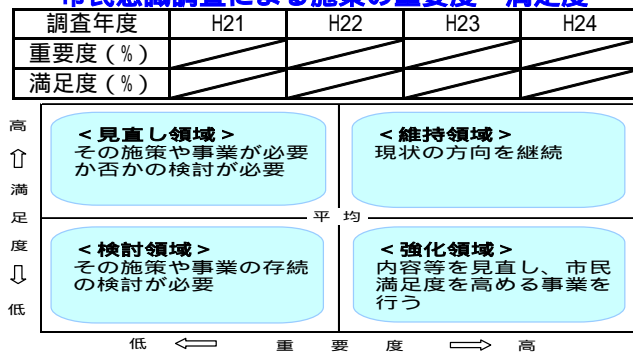 市民意識調査による施策の重要度・満足度
調査年度 H21 H22 H23 H24
重要度（％）
満足度（％）
高
⇧
満
足
度
⇩
低
＜見直し領域＞
その施策や事業が必要
か否かの検討が必要
＜維持領域＞
現状の方向を継続
平 均
＜検討領域＞
その施策や事業の存続
の検討が必要
＜強化領域＞
内容等を見直し、市民
満足度を高める事業を
行う
低 ⇦ 重 要 度 ⇨ 高